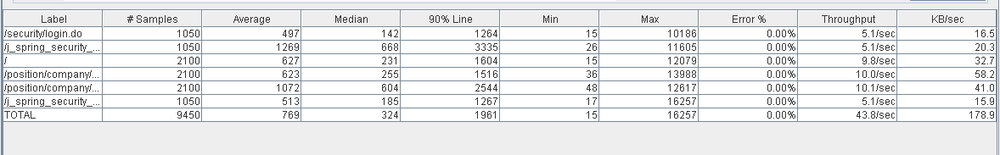 Label # Samples Average Median 90% Line Min Max Error % Throughput KB/sec
/security/login.do 1050 497 142 1264 15 10186 0.00% 5.1/sec 16.5
/j_spring_security_... 1050 1269 668 3335 26 11605 0.00% 5.1/sec 20.3
/ 2100 627 231 1604 15 12079 0.00% 9.8/sec 32.7
/position/company/... 2100 623 255 1516 36 13988 0.00% 10.0/sec 58.2
/position/company/... 2100 1072 604 2544 48 12617 0.00% 10.1/sec 41.0
/j_spring_security_... 1050 513 185 1267 17 16257 0.00% 5.1/sec 15.9
TOTAL 9450 769 324 1961 15 16257 0.00% 43.8/sec 178.9